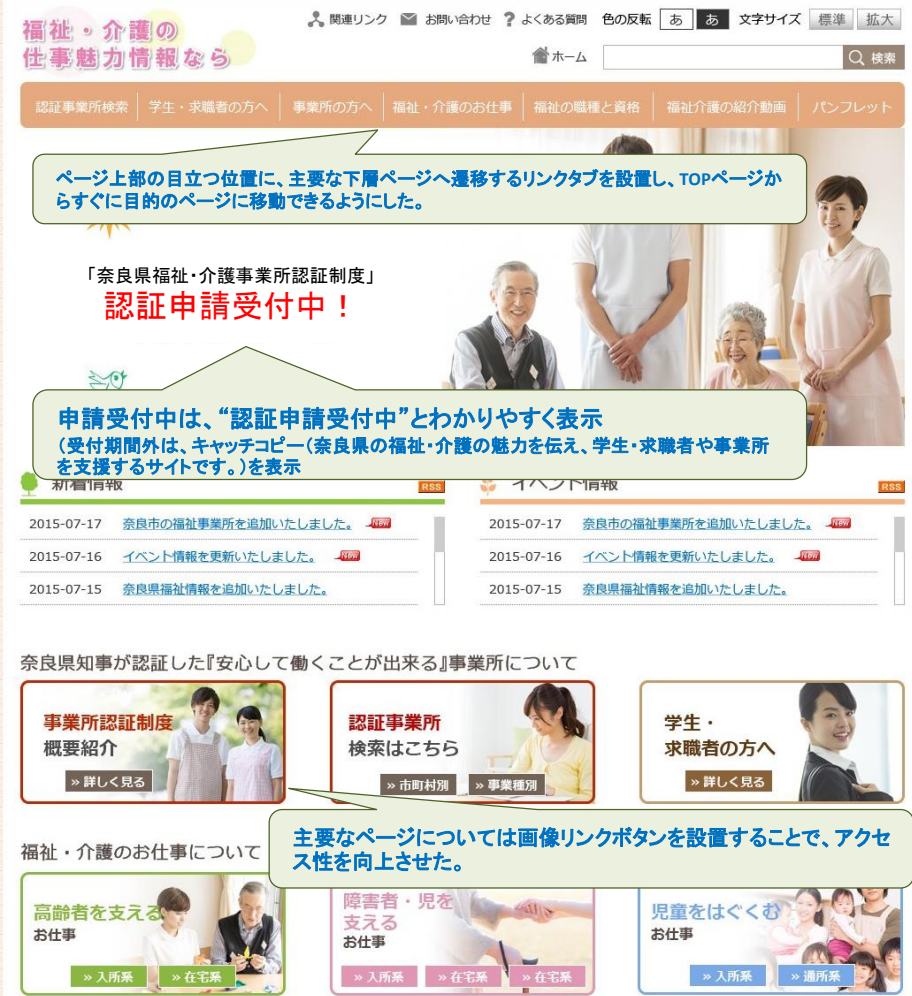 福祉・介護の
仕事魅力情報なら
関連リンク お問い合わせ ? よくある質問 色の反転 あ あ 文字サイズ 標準 拡大
ホーム 検索
認証事業所検索 学生・求職者の方へ 事業所の方へ 福祉・介護のお仕事 福祉の職種と資格 福祉介護の紹介動画 パンフレット
ページ上部の目立つ位置に、主要な下層ページへ遷移するリンクタブを設置し、TOPページか
らすぐに目的のページに移動できるようにした。
「奈良県福祉・介護事業所認証制度」
認証申請受付中！
申請受付中は、“認証申請受付中”とわかりやすく表示
（受付期間外は、キャッチコピー（奈良県の福祉・介護の魅力を伝え、学生・求職者や事業所
を支援するサイトです。）を表示
新着情報 RSS
2015-07-17 奈良市の福祉事業所を追加いたしました。 New
2015-07-16 イベント情報を更新いたしました。 New
2015-07-15 奈良県福祉情報を追加いたしました。
イベント情報 RSS
2015-07-17 奈良市の福祉事業所を追加いたしました。 New
2015-07-16 イベント情報を更新いたしました。 New
2015-07-15 奈良県福祉情報を追加いたしました。
奈良県知事が認証した『安心して働くことが出来る』事業所について
事業所認証制度
概要紹介
» 詳しく見る
認証事業所
検索はこちら
» 市町村別 » 事業種別
学生・
求職者の方へ
» 詳しく見る
主要なページについては画像リンクボタンを設置することで、アクセ
ス性を向上させた。
福祉・介護のお仕事について
高齢者を支える
お仕事
» 入所系 » 在宅系
障害者・児を
支える
お仕事
» 入所系 » 在宅系 » 在宅系
児童をはぐくむ
お仕事
» 入所系 » 通所系